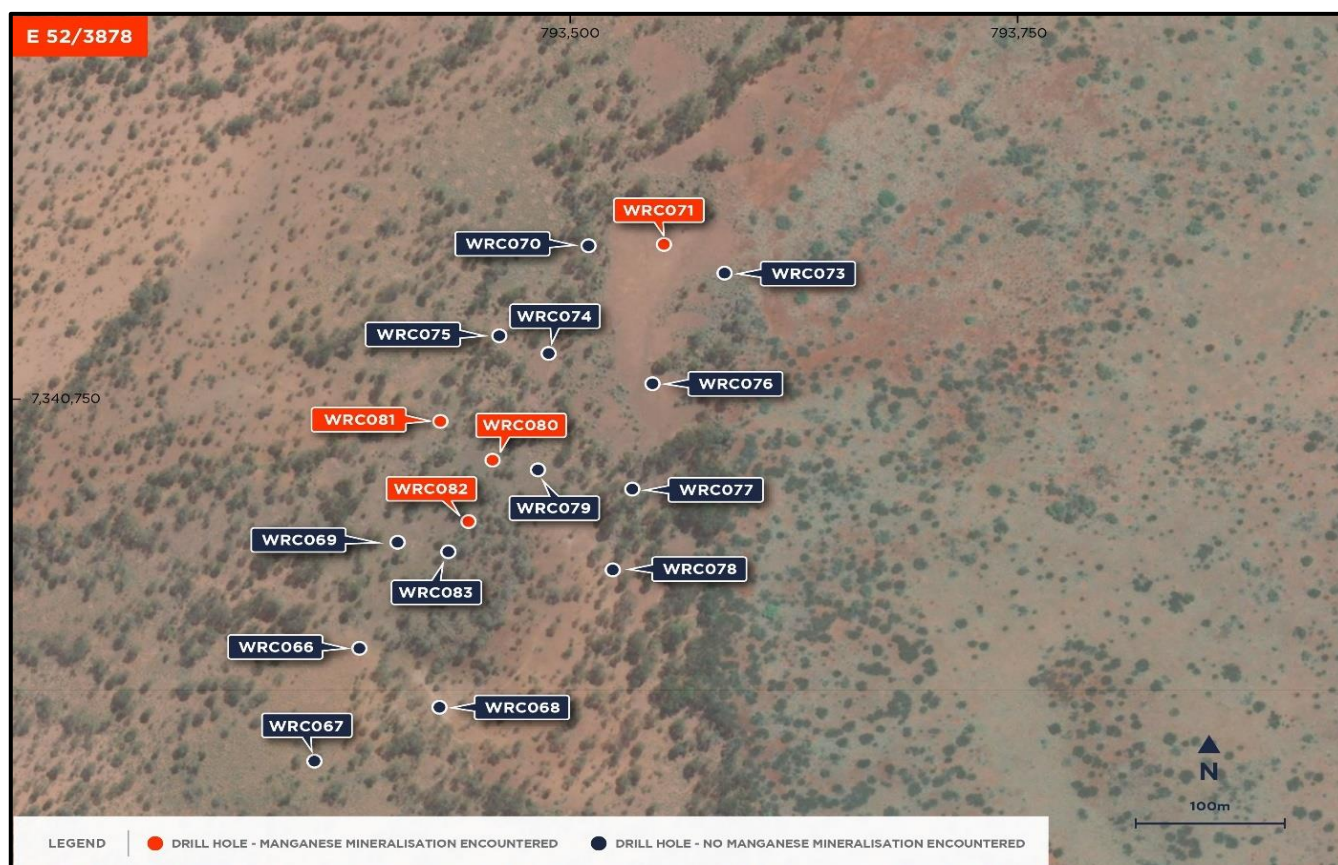 E 52/3878
793,500
793,750
WRC071
WRC070
WRC073
WRC074
WRC075
WRC076
7,340,750
WRC081
WRC080
WRC082
WRC077
WRC079
WRC069
WRC078
WRC083
WRC066
WRC068
WRC067
N
100m
LEGEND
DRILL HOLE - MANGANESE MINERALISATION ENCOUNTERED
DRILL HOLE - NO MANGANESE MINERALISATION ENCOUNTERED